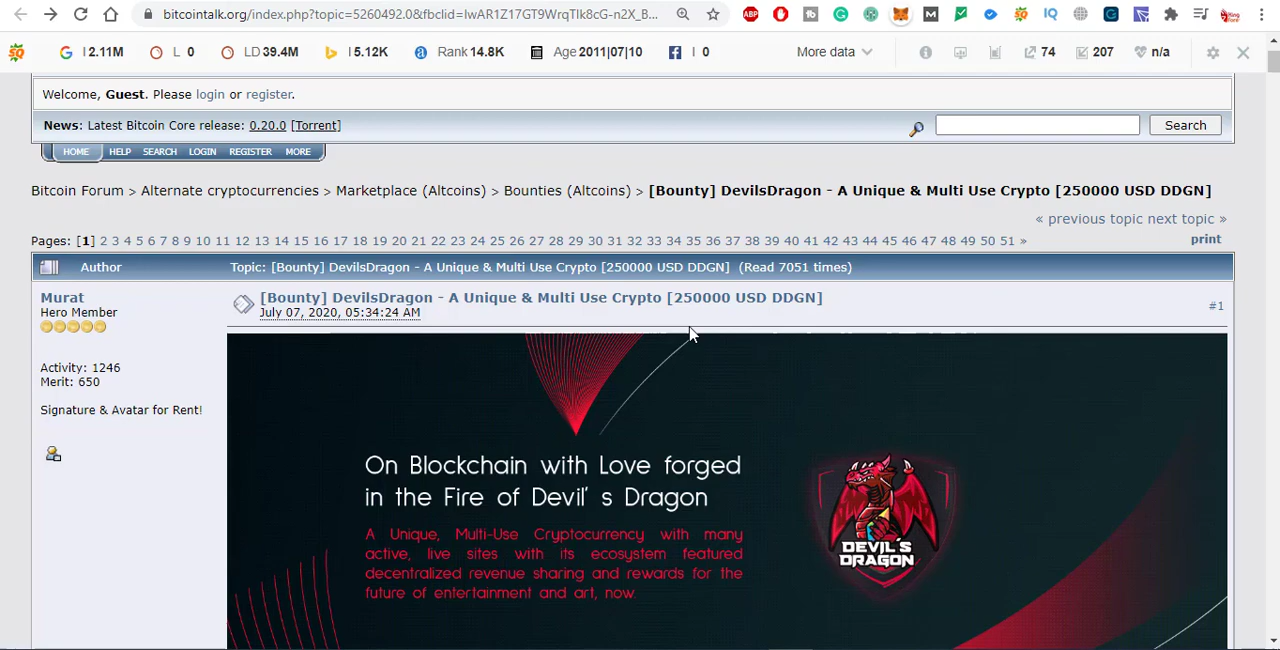 bitcointalk.org/index.php?topic=5260492.0&fbclid=IwAR1Z17GT9WrqTlk8cG-n2X_B...
I 2.11M L 0 LD 39.4M I 5.12K Rank 14.8K Age 2011|07|10 I 0 More data 74 207 n/a
Welcome, Guest. Please login or register.
News: Latest Bitcoin Core release: 0.20.0 [Torrent] Search
HOME HELP SEARCH LOGIN REGISTER MORE
Bitcoin Forum > Alternate cryptocurrencies > Marketplace (Altcoins) > Bounties (Altcoins) > [Bounty] DevilsDragon - A Unique & Multi Use Crypto [250000 USD DDGN]
« previous topic next topic »
Pages: [1] 2 3 4 5 6 7 8 9 10 11 12 13 14 15 16 17 18 19 20 21 22 23 24 25 26 27 28 29 30 31 32 33 34 35 36 37 38 39 40 41 42 43 44 45 46 47 48 49 50 51 » print
Author Topic: [Bounty] DevilsDragon - A Unique & Multi Use Crypto [250000 USD DDGN] (Read 7051 times)
Murat
Hero Member
Activity: 1246
Merit: 650
Signature & Avatar for Rent!
[Bounty] DevilsDragon - A Unique & Multi Use Crypto [250000 USD DDGN]
July 07, 2020, 05:34:24 AM
#1
On Blockchain with Love forged
in the Fire of Devil' s Dragon
A Unique, Multi-Use Cryptocurrency with many
active, live sites with its ecosystem featured
decentralized revenue sharing and rewards for the
future of entertainment and art, now.
DEVIL'S
DRAGON